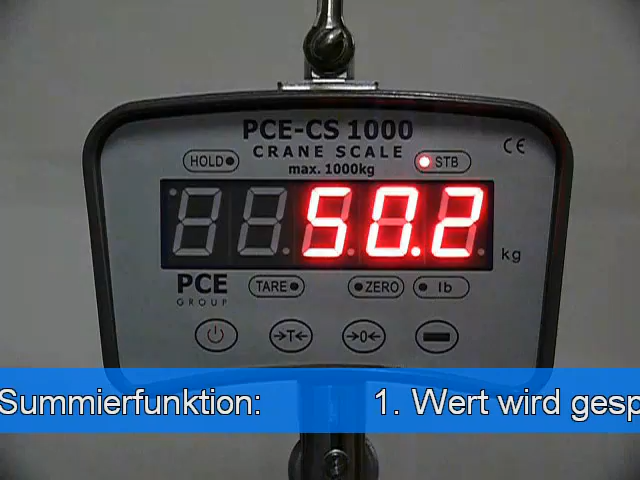 PCE-CS 1000
CRANE SCALE
max. 1000kg
HOLD
STB
CE
50.2
kg
PCE
GROUP
TARE
ZERO
lb
→T←
→0←
Summierfunktion: 1. Wert wird gesp